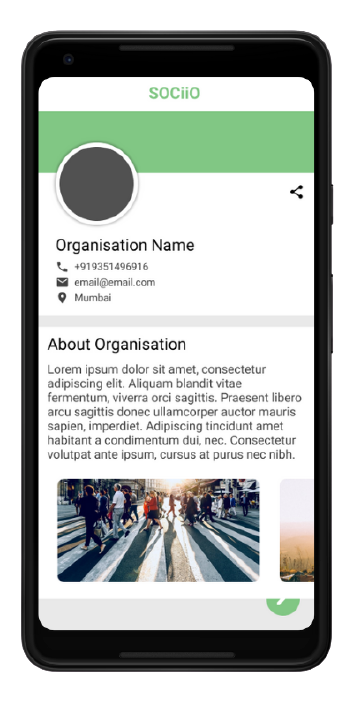 SOCiiO
Organisation Name
+919351496916
email@email.com
Mumbai
About Organisation
Lorem ipsum dolor sit amet, consectetur
adipiscing elit. Aliquam blandit vitae
fermentum, viverra orci sagittis. Praesent libero
arcu sagittis donec ullamcorper auctor mauris
sapien, imperdiet. Adipiscing tincidunt amet
habitant a condimentum dui, nec. Consectetur
volutpat ante ipsum, cursus at purus nec nibh.